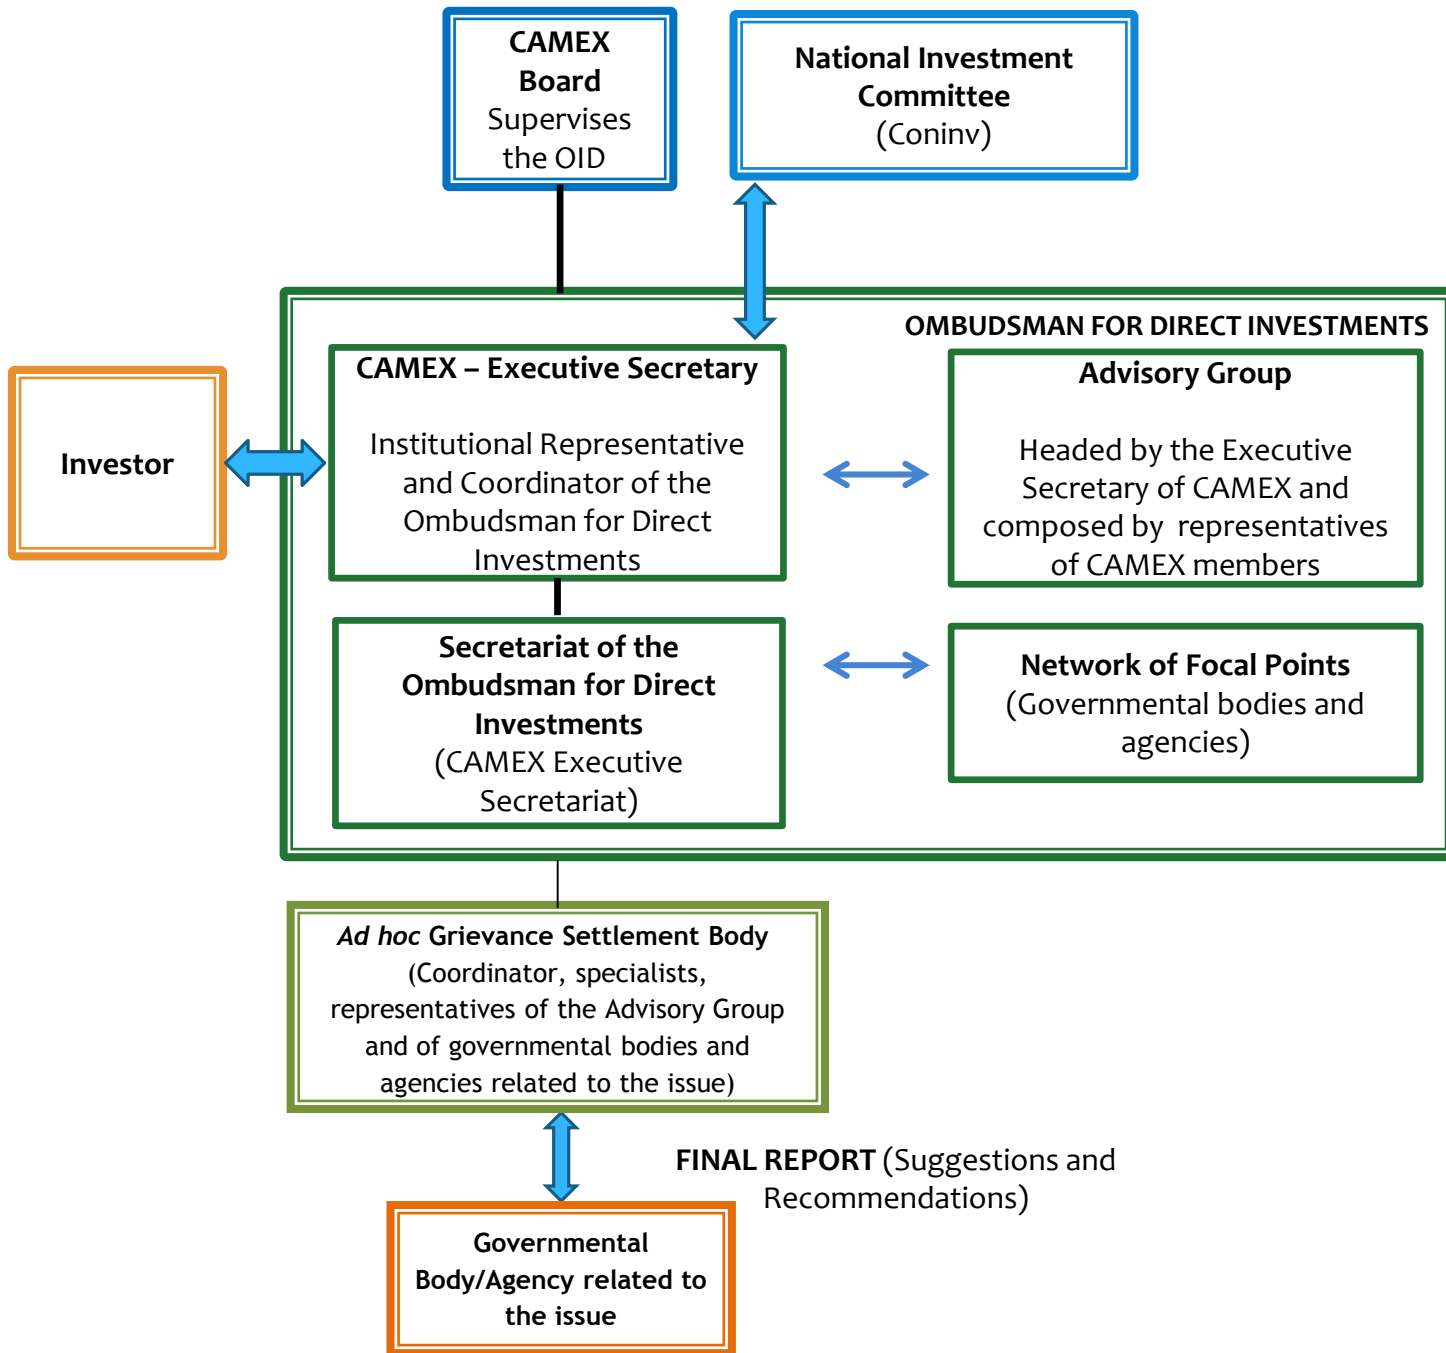 CAMEX
Board
Supervises
the OID
National Investment
Committee
(Coninv)
OMBUDSMAN FOR DIRECT INVESTMENTS
Investor
CAMEX – Executive Secretary
Institutional Representative
and Coordinator of the
Ombudsman for Direct
Investments
Advisory Group
Headed by the Executive
Secretary of CAMEX and
composed by representatives
of CAMEX members
Secretariat of the
Ombudsman for Direct
Investments
(CAMEX Executive
Secretariat)
Network of Focal Points
(Governmental bodies and
agencies)
Ad hoc Grievance Settlement Body
(Coordinator, specialists,
representatives of the Advisory Group
and of governmental bodies and
agencies related to the issue)
FINAL REPORT (Suggestions and
Recommendations)
Governmental
Body/Agency related to
the issue